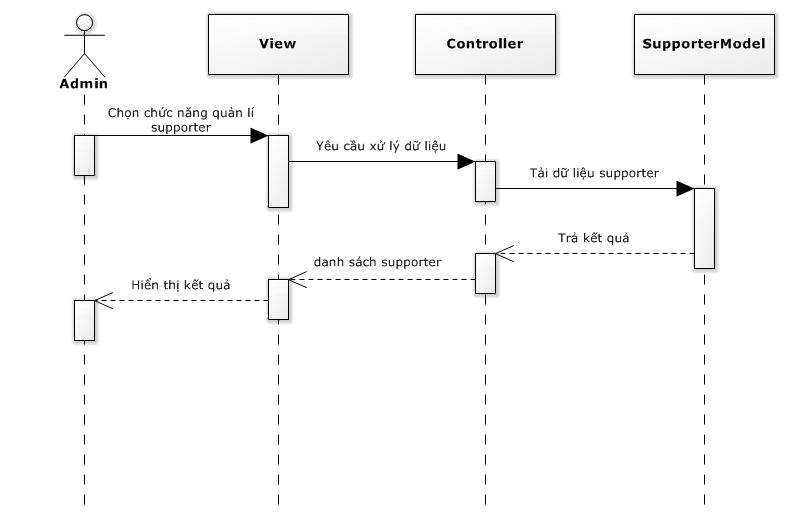 View
Controller
SupporterModel
Admin
Chọn chức năng quản lí
supporter
Yêu cầu xử lý dữ liệu
Tải dữ liệu supporter
Trả kết quả
danh sách supporter
Hiển thị kết quả